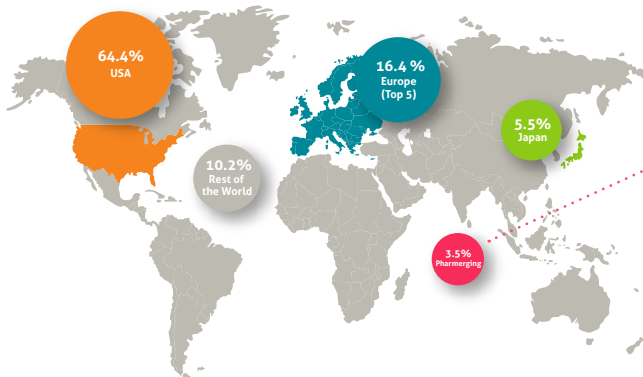 64.4%
USA
16.4%
Europe
(Top 5)
5.5%
Japan
10.2%
Rest of
the World
3.5%
Pharmerging